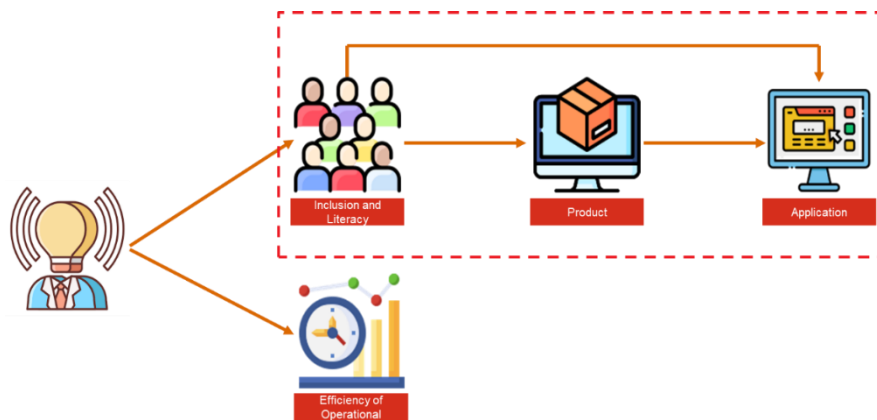 Inclusion and
Literacy
Product
Application
Efficiency of
Operational